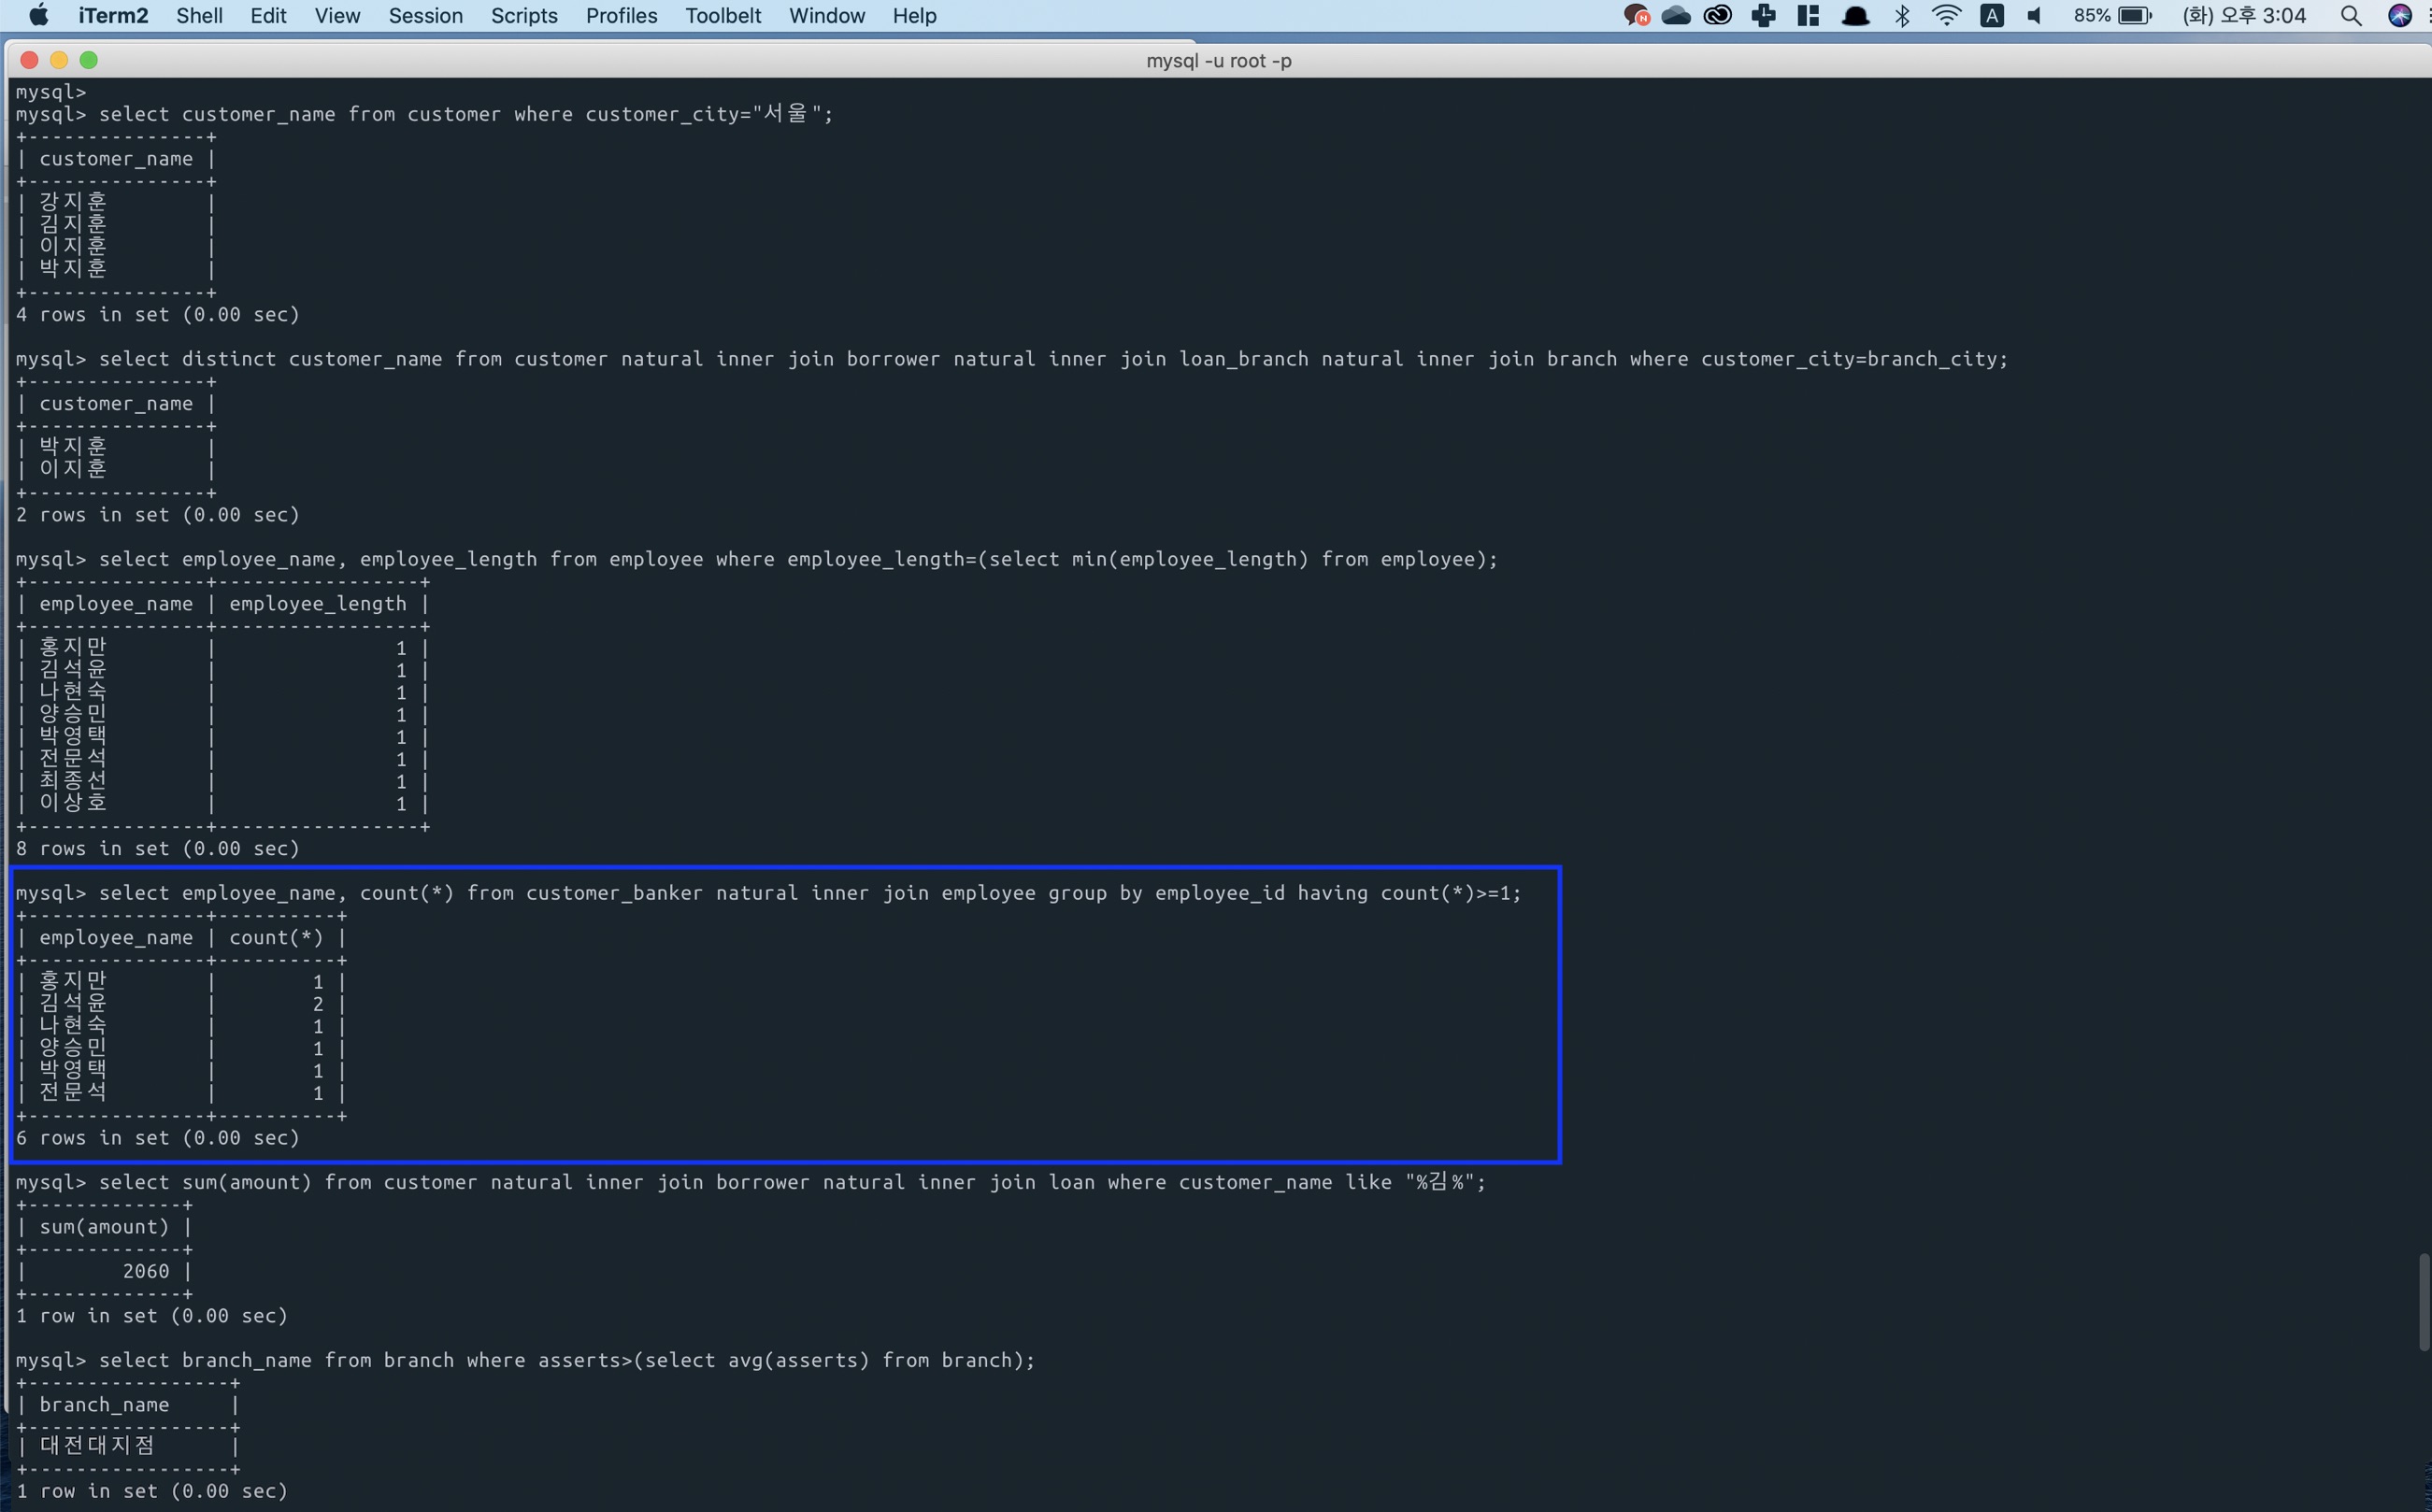 iTerm2 Shell Edit View Session Scripts Profiles Toolbelt Window Help N A 85% (화) 오후 3:04
mysql -u root -p
mysql>
mysql> select customer_name from customer where customer_city="서울";
+---------------+
| customer_name |
+---------------+
| 강지훈 |
| 김지훈 |
| 이지훈 |
| 박지훈 |
+---------------+
4 rows in set (0.00 sec)
mysql> select distinct customer_name from customer natural inner join borrower natural inner join loan_branch natural inner join branch where customer_city=branch_city;
+---------------+
| customer_name |
+---------------+
| 박지훈 |
| 이지훈 |
+---------------+
2 rows in set (0.00 sec)
mysql> select employee_name, employee_length from employee where employee_length=(select min(employee_length) from employee);
+---------------+-----------------+
| employee_name | employee_length |
+---------------+-----------------+
| 홍지만 | 1 |
| 김석윤 | 1 |
| 나현숙 | 1 |
| 양승민 | 1 |
| 박영택 | 1 |
| 전문석 | 1 |
| 최종선 | 1 |
| 이상호 | 1 |
+---------------+-----------------+
8 rows in set (0.00 sec)
mysql> select employee_name, count(*) from customer_banker natural inner join employee group by employee_id having count(*)>=1;
+---------------+----------+
| employee_name | count(*) |
+---------------+----------+
| 홍지만 | 1 |
| 김석윤 | 2 |
| 나현숙 | 1 |
| 양승민 | 1 |
| 박영택 | 1 |
| 전문석 | 1 |
+---------------+----------+
6 rows in set (0.00 sec)
mysql> select sum(amount) from customer natural inner join borrower natural inner join loan where customer_name like "%김%";
+-------------+
| sum(amount) |
+-------------+
| 2060 |
+-------------+
1 row in set (0.00 sec)
mysql> select branch_name from branch where asserts>(select avg(asserts) from branch);
+-----------------+
| branch_name |
+-----------------+
| 대전대지점 |
+-----------------+
1 row in set (0.00 sec)